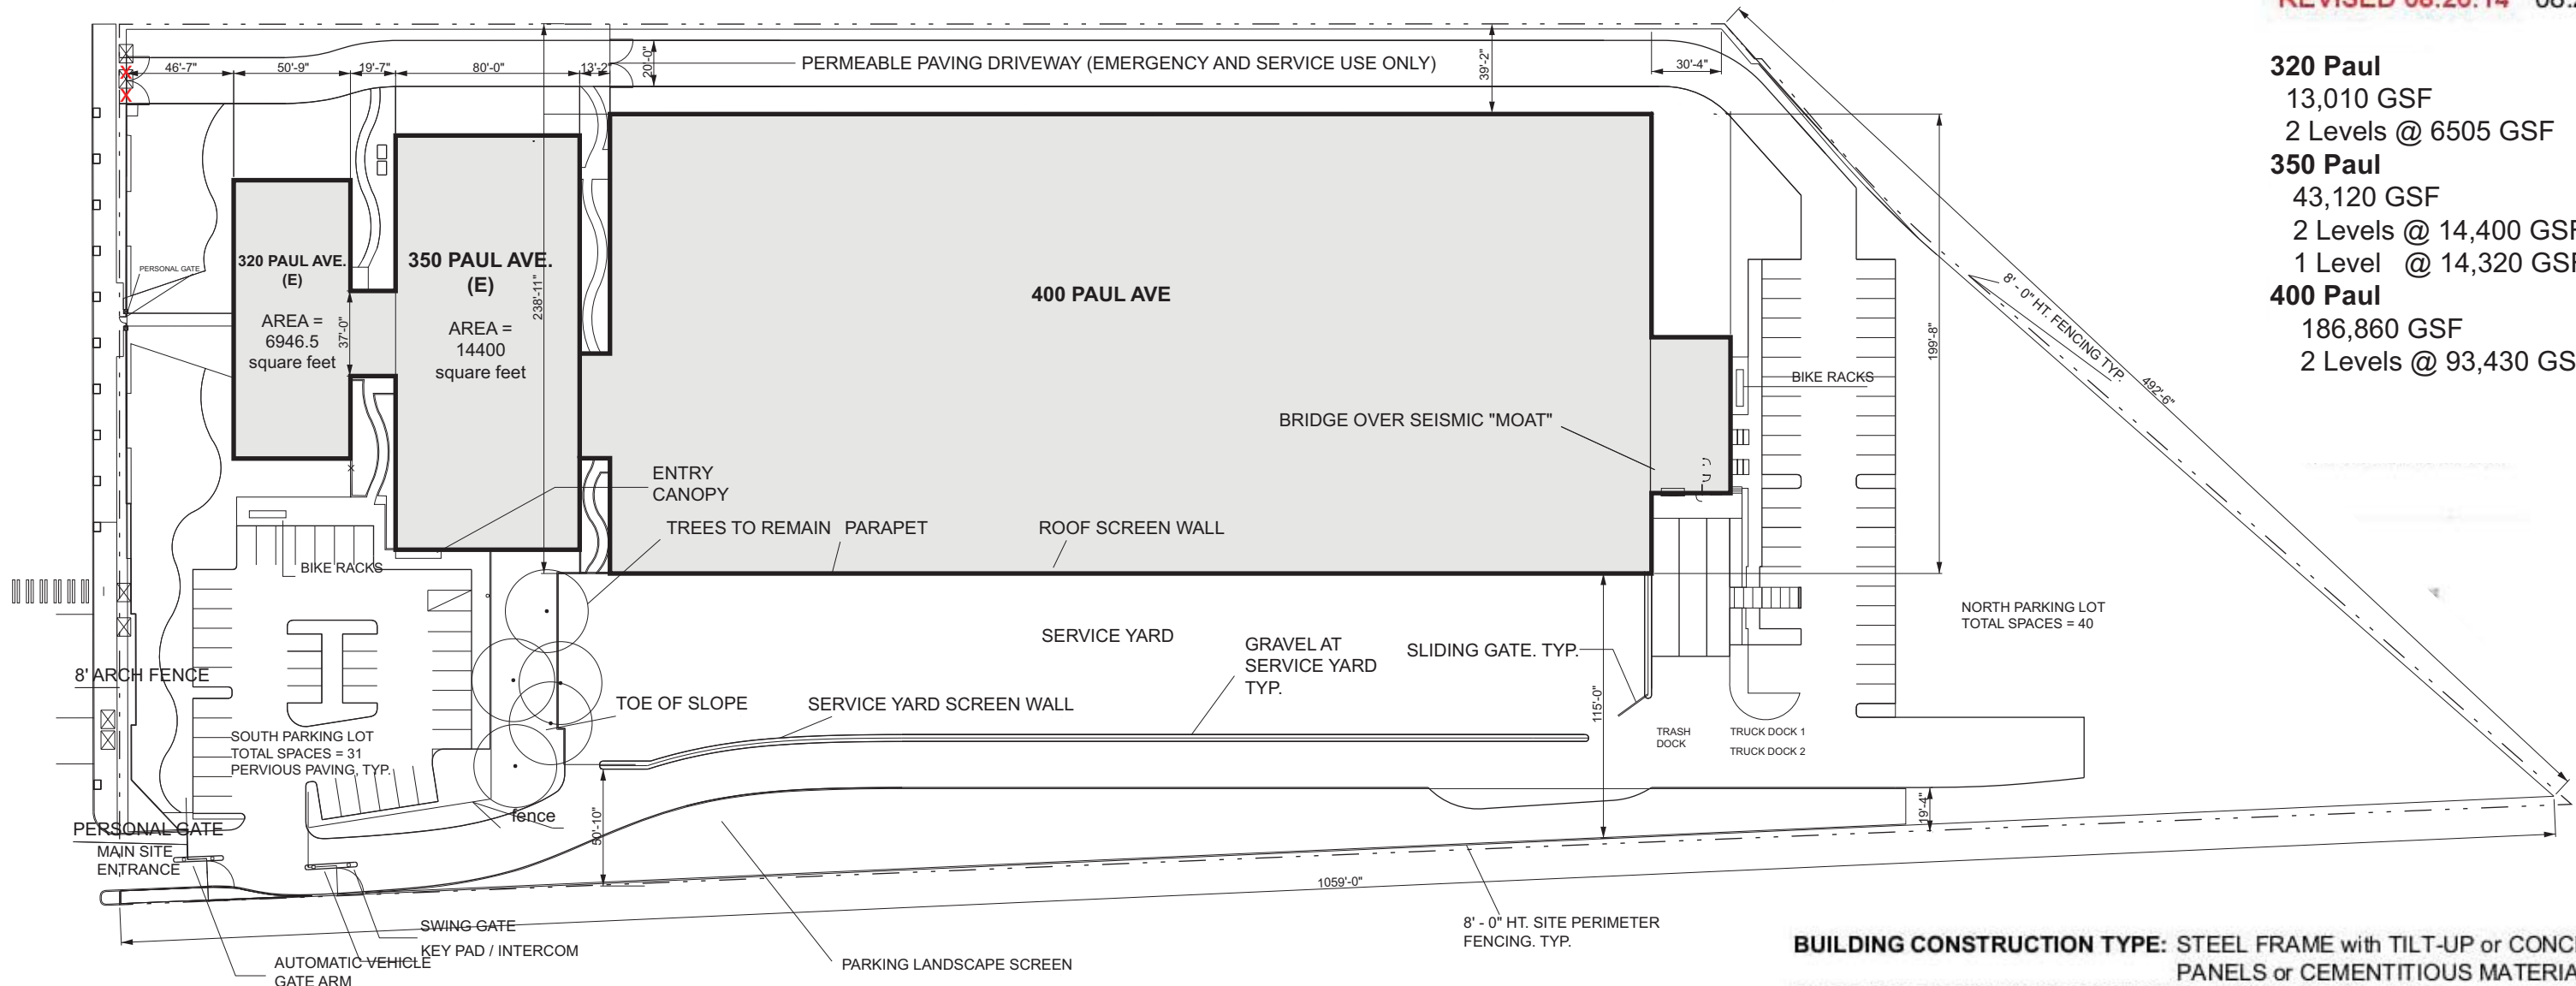 REVISED 08.26.14
46'-7"
50'-9"
19'-7"
80'-0"
13'-2"
20'-0"
PERMEABLE PAVING DRIVEWAY (EMERGENCY AND SERVICE USE ONLY)
39'-2"
30'-4"
320 Paul
13,010 GSF
2 Levels @ 6505 GSF
350 Paul
43,120 GSF
2 Levels @ 14,400 GSF
1 Level @ 14,320 GSF
400 Paul
186,860 GSF
2 Levels @ 93,430
PERSONAL GATE
320 PAUL AVE.
(E)
AREA =
6946.5
square feet
37'-0"
350 PAUL AVE.
(E)
AREA =
14400
square feet
238'-11"
400 PAUL AVE
199'-8"
8' - 0" HT. FENCING TYP.
492'-6"
BIKE RACKS
BRIDGE OVER SEISMIC "MOAT"
ENTRY
CANOPY
TREES TO REMAIN
PARAPET
ROOF SCREEN WALL
BIKE RACKS
NORTH PARKING LOT
TOTAL SPACES = 40
SERVICE YARD
GRAVEL AT
SERVICE YARD
TYP.
SLIDING GATE. TYP.
8' ARCH FENCE
TOE OF SLOPE
SERVICE YARD SCREEN WALL
115'-0"
TRASH
DOCK
TRUCK DOCK 1
TRUCK DOCK 2
SOUTH PARKING LOT
TOTAL SPACES = 31
PERVIOUS PAVING, TYP.
fence
50'-10"
19'-4"
PERSONAL GATE
MAIN SITE
ENTRANCE
1059'-0"
SWING GATE
KEY PAD / INTERCOM
AUTOMATIC VEHICLE
GATE ARM
PARKING LANDSCAPE SCREEN
8' - 0" HT. SITE PERIMETER
FENCING. TYP.
BUILDING CONSTRUCTION TYPE: STEEL FRAME with TILT-UP or
PANELS or CEMENTITIOUS